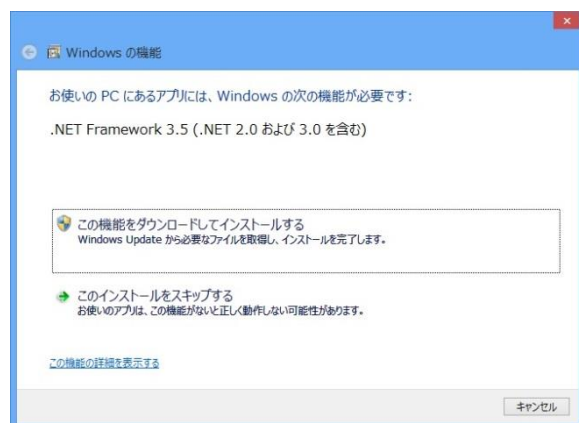 Windows の機能
お使いの PC にあるアプリには、Windows の次の機能が必要です:
.NET Framework 3.5 (.NET 2.0 および 3.0 を含む)
この機能をダウンロードしてインストールする
Windows Update から必要なファイルを取得し、インストールを完了します。
このインストールをスキップする
お使いのアプリは、この機能がないと正しく動作しない可能性があります。
この機能の詳細を表示する
キャンセル